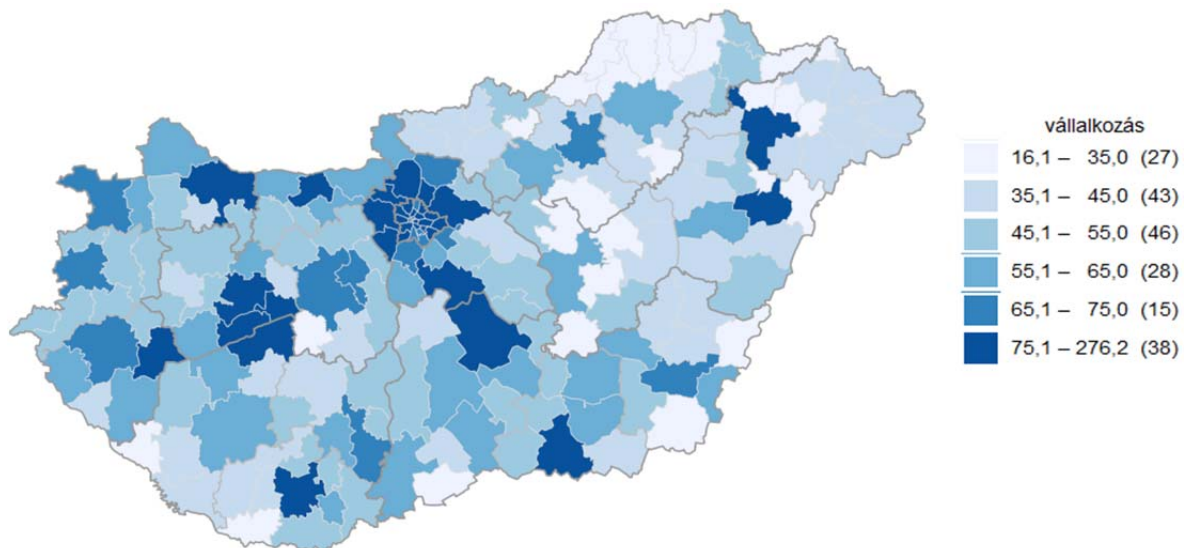 vállalkozás
16,1 – 35,0 (27)
35,1 – 45,0 (43)
45,1 – 55,0 (46)
55,1 – 65,0 (28)
65,1 – 75,0 (15)
75,1 – 276,2 (38)